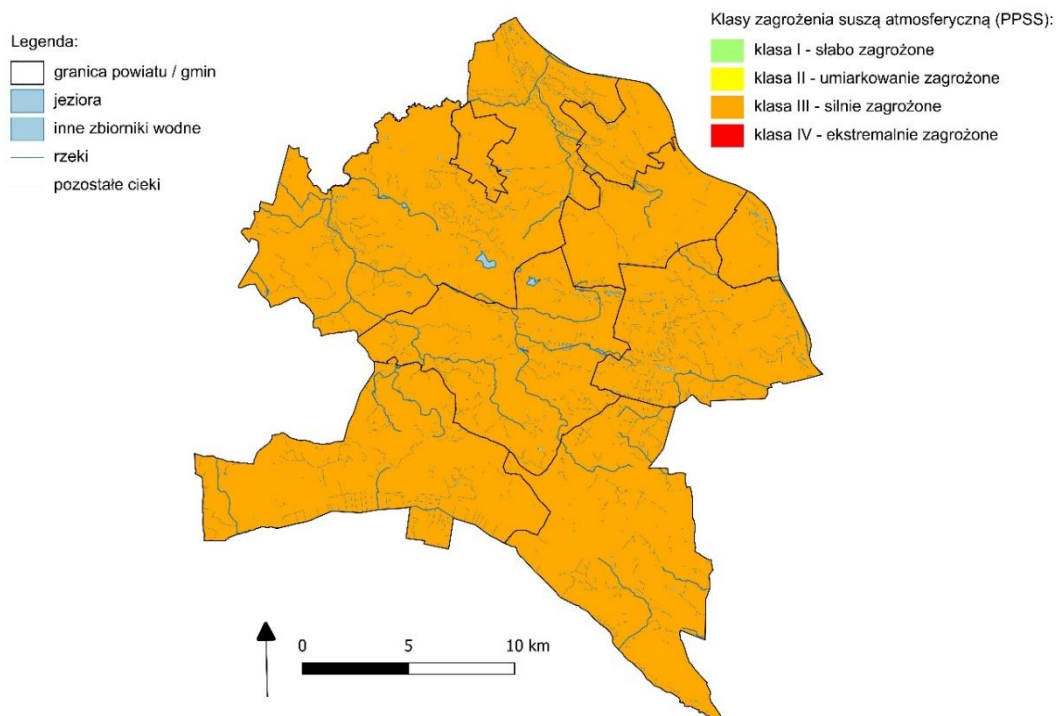 Legenda:
granica powiatu / gmin
jeziora
inne zbiorniki wodne
rzeki
pozostałe cieki
Klasy zagrożenia suszą atmosferyczną (PPSS):
klasa I - słabo zagrożone
klasa II - umiarkowanie zagrożone
klasa III - silnie zagrożone
klasa IV - ekstremalnie zagrożone
0 5 10 km